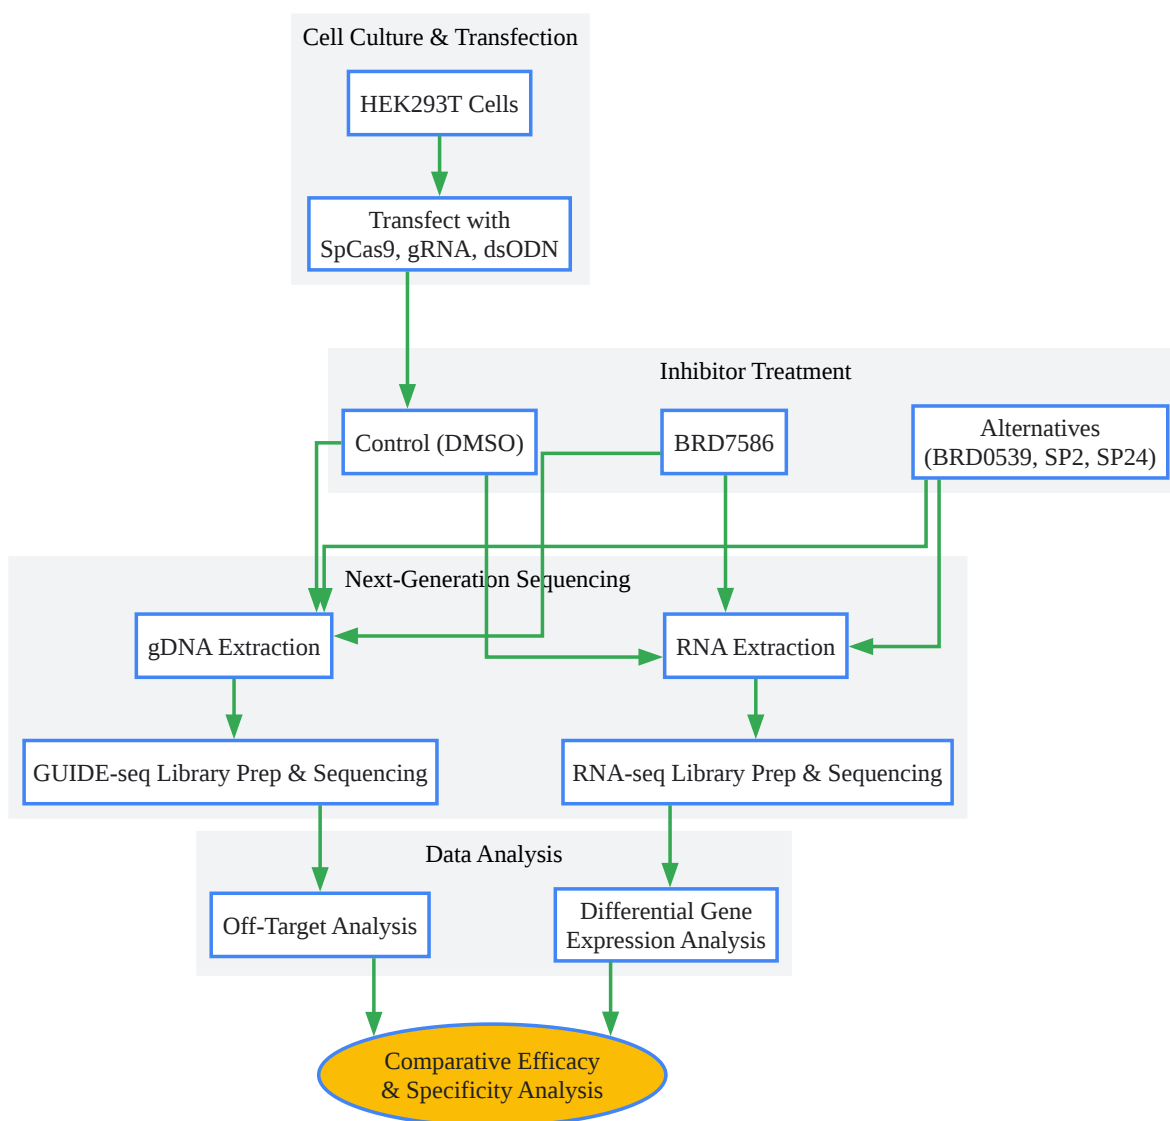 Cell Culture & Transfection
HEK293T Cells
Transfect with
SpCas9, gRNA, dsODN
Inhibitor Treatment
Control (DMSO)
BRD7586
Alternatives
(BRD0539, SP2, SP24)
Next-Generation Sequencing
gDNA Extraction
RNA Extraction
GUIDE-seq Library Prep & Sequencing
RNA-seq Library Prep & Sequencing
Data Analysis
Off-Target Analysis
Differential Gene
Expression Analysis
Comparative Efficacy
& Specificity Analysis